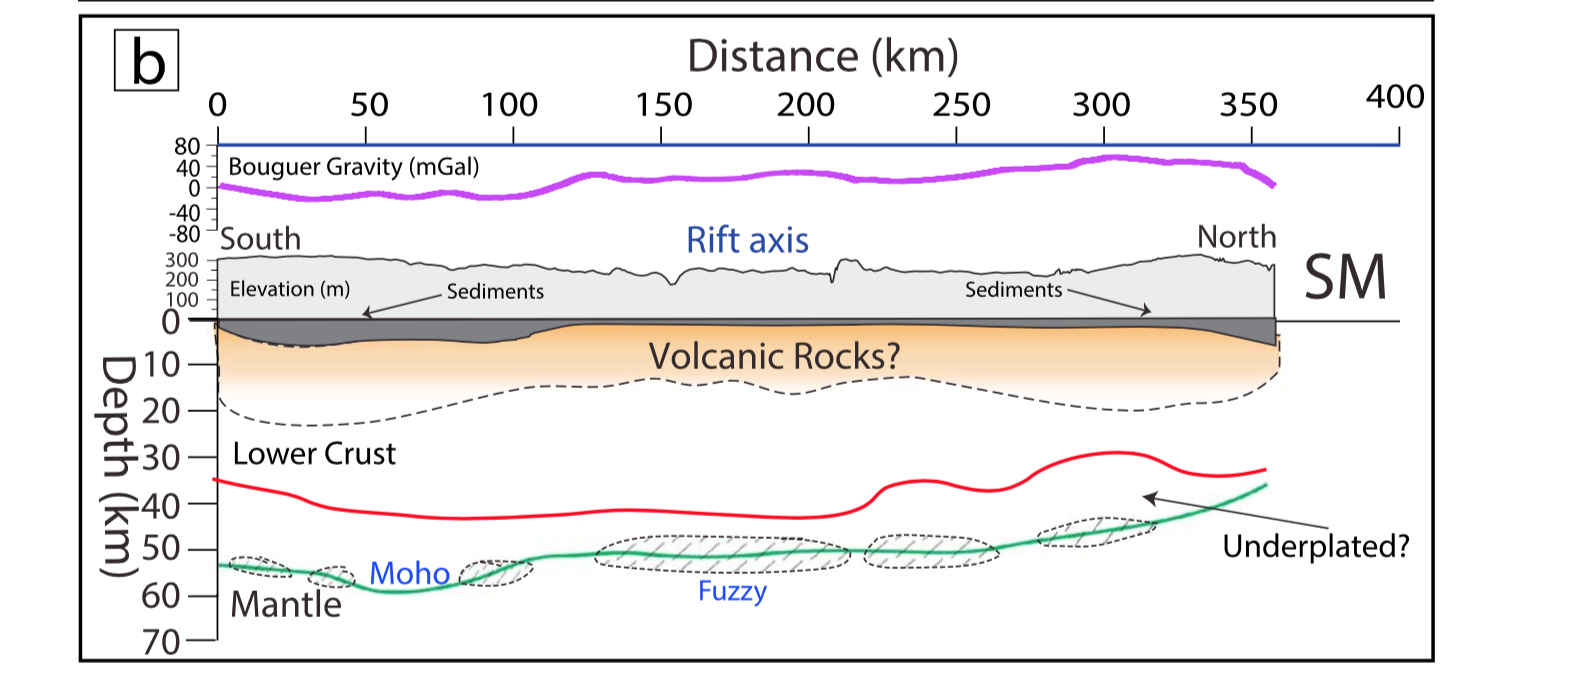 b
Distance (km)
0 50 100 150 200 250 300 350 400
80
40
0
-40
-80
Bouguer Gravity (mGal)
South
Rift axis
North
SM
300
200
100
0
Elevation (m)
Sediments
Sediments
Volcanic Rocks?
Depth (km)
10
20
30
40
50
60
70
Lower Crust
Moho
Fuzzy
Underplated?
Mantle